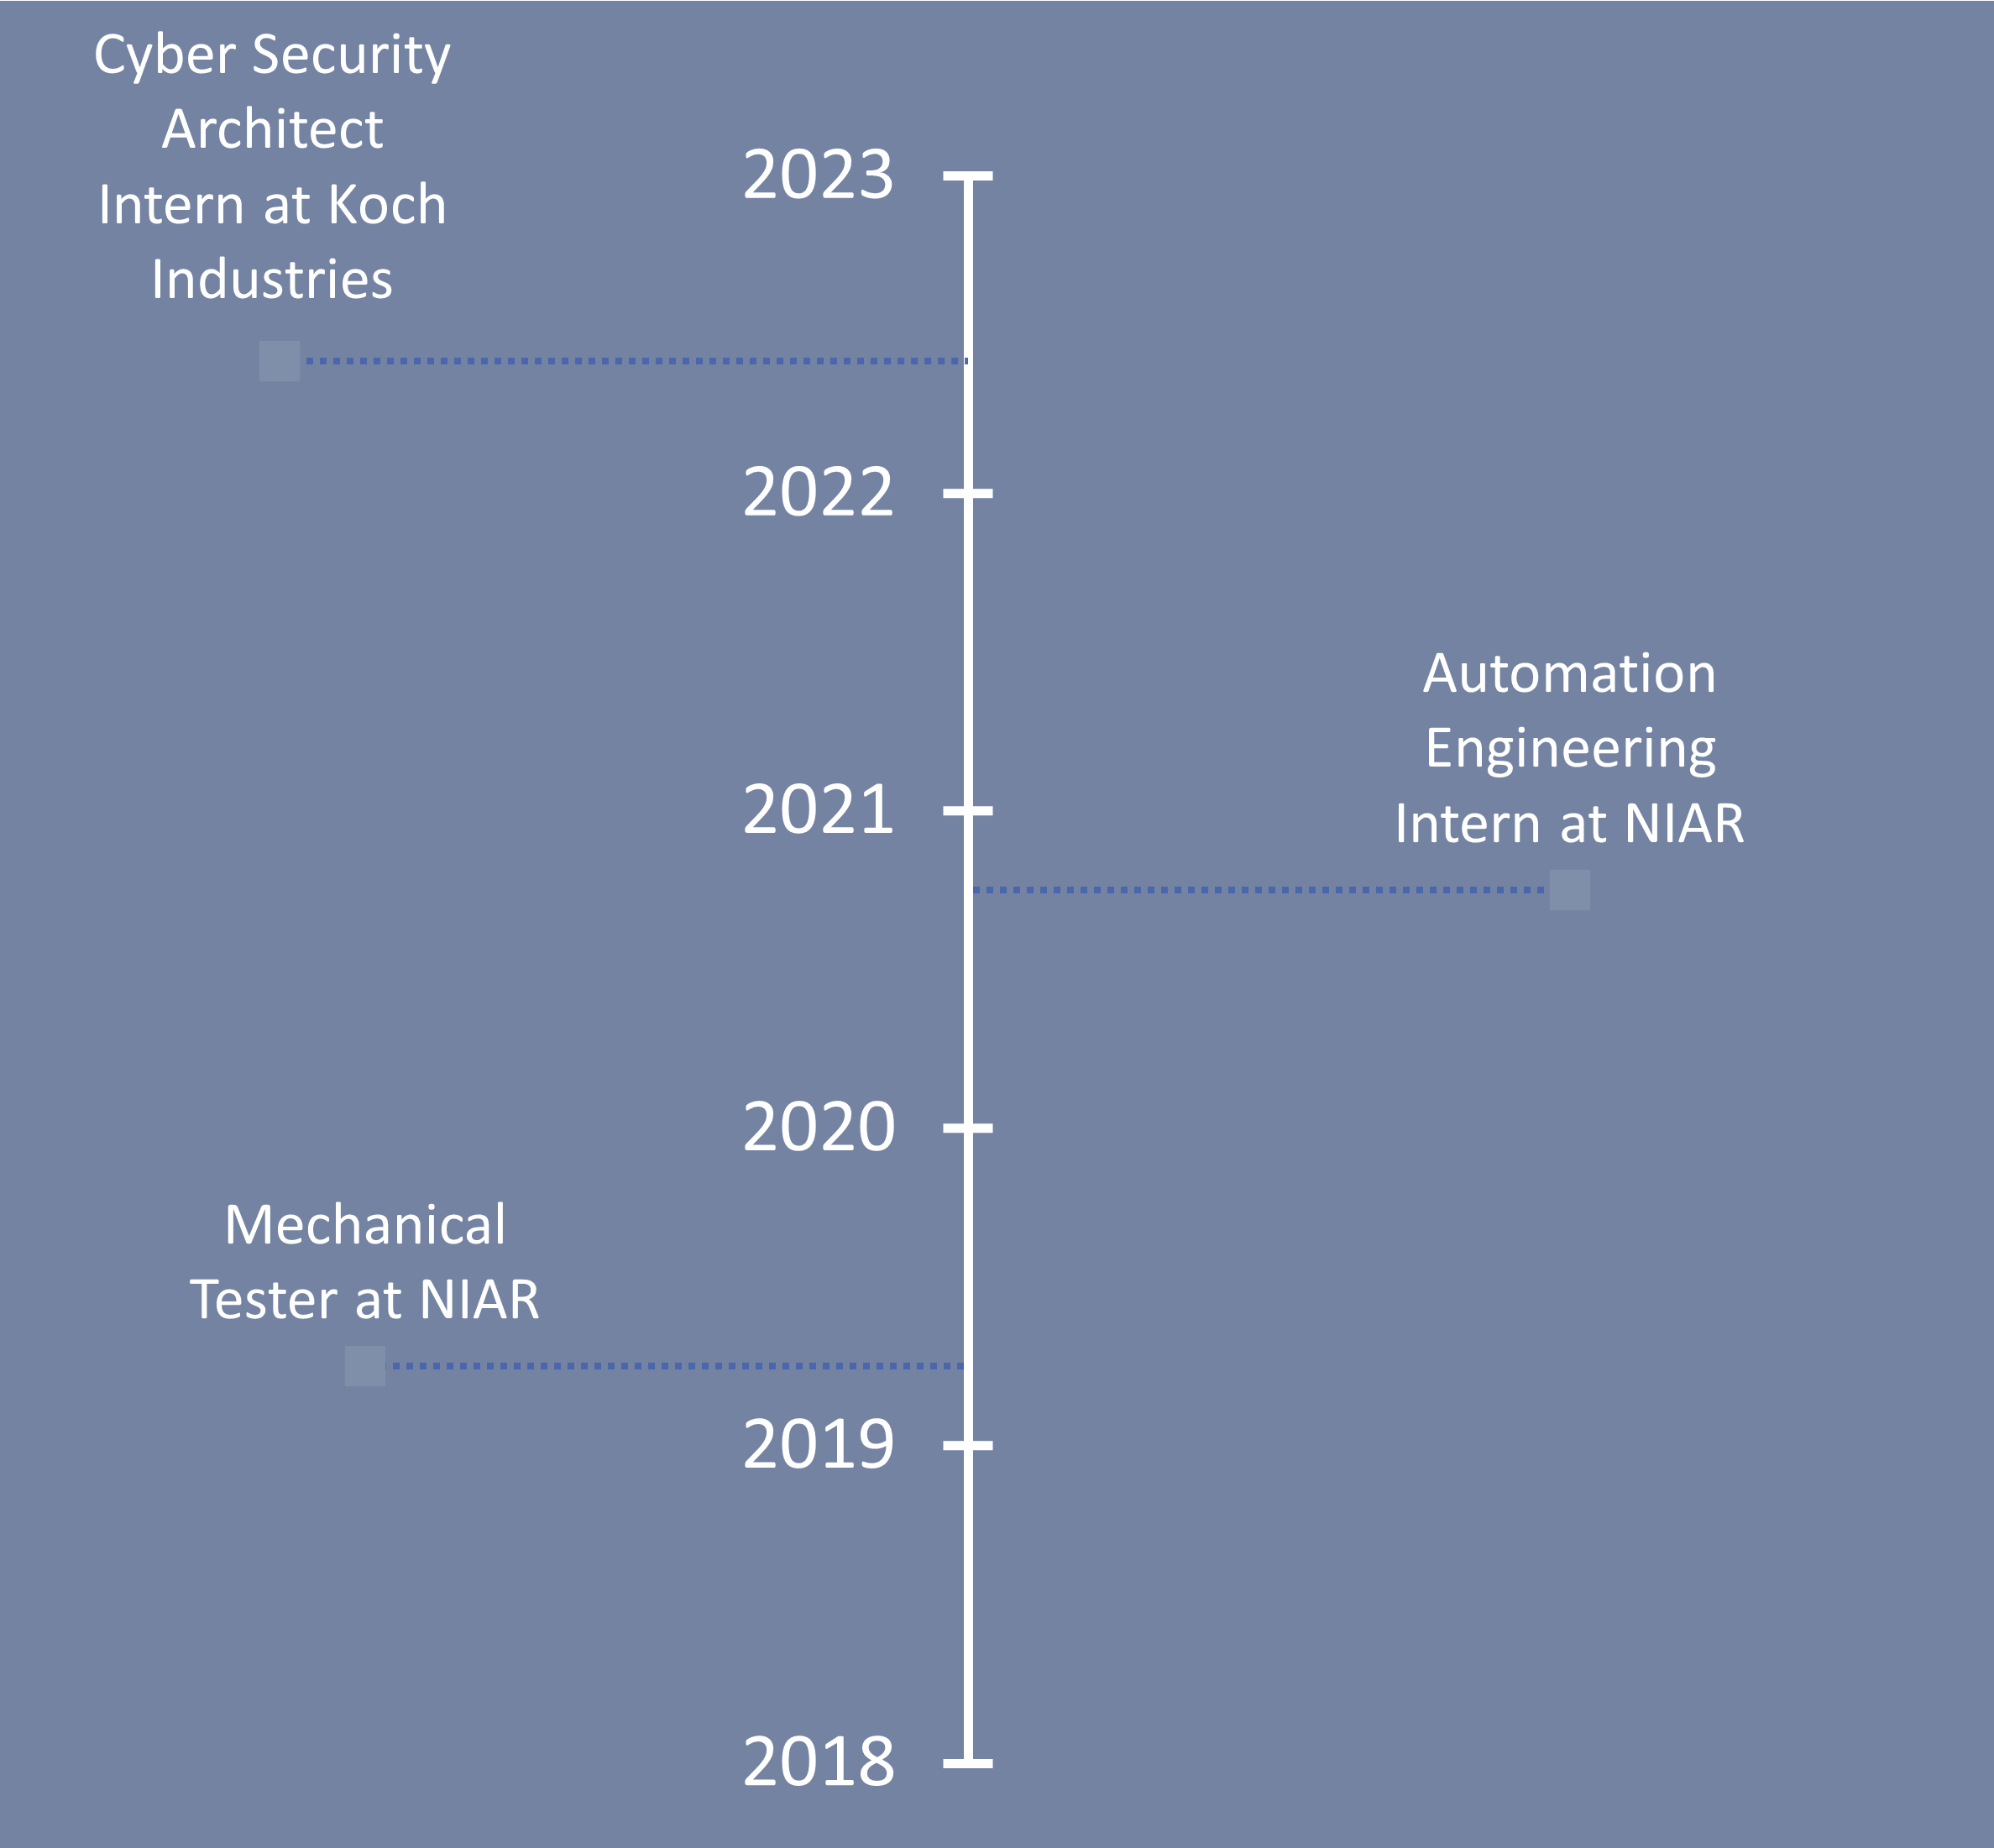 Cyber Security
Architect
Intern at Koch
Industries
2023
2022
Automation
Engineering
Intern at NIAR
2021
2020
Mechanical
Tester at NIAR
2019
2018